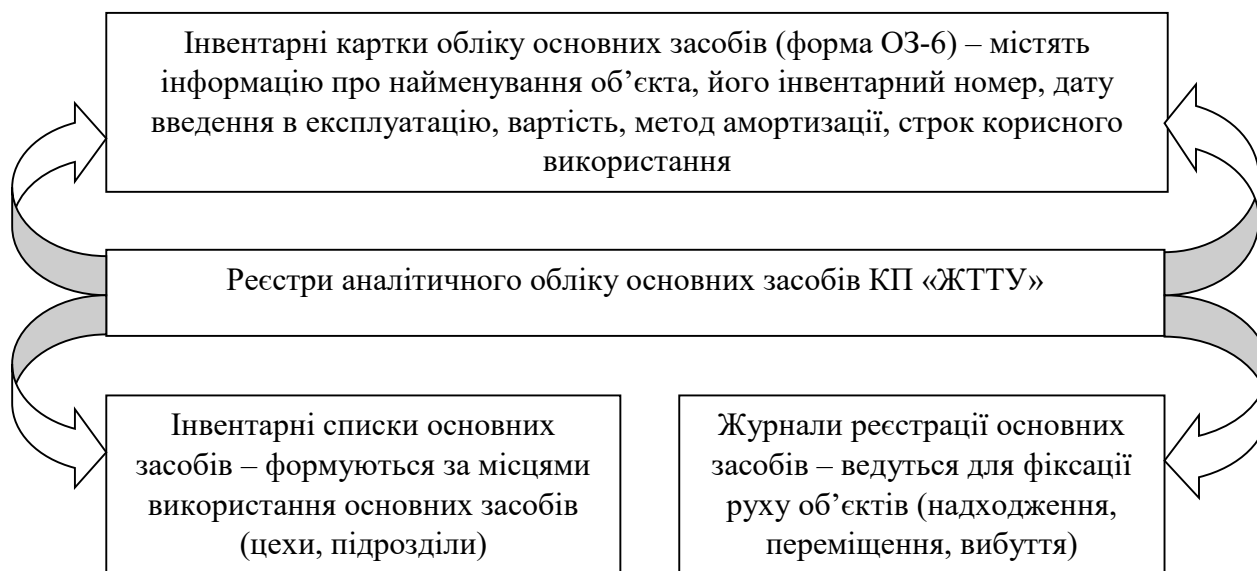 Інвентарні картки обліку основних засобів (форма ОЗ-6) – містять
інформацію про найменування об’єкта, його інвентарний номер, дату
введення в експлуатацію, вартість, метод амортизації, строк корисного
використання
Реєстри аналітичного обліку основних засобів КП «ЖТТУ»
Інвентарні списки основних
засобів – формуються за місцями
використання основних засобів
(цехи, підрозділи)
Журнали реєстрації основних
засобів – ведуться для фіксації
руху об’єктів (надходження,
переміщення, вибуття)